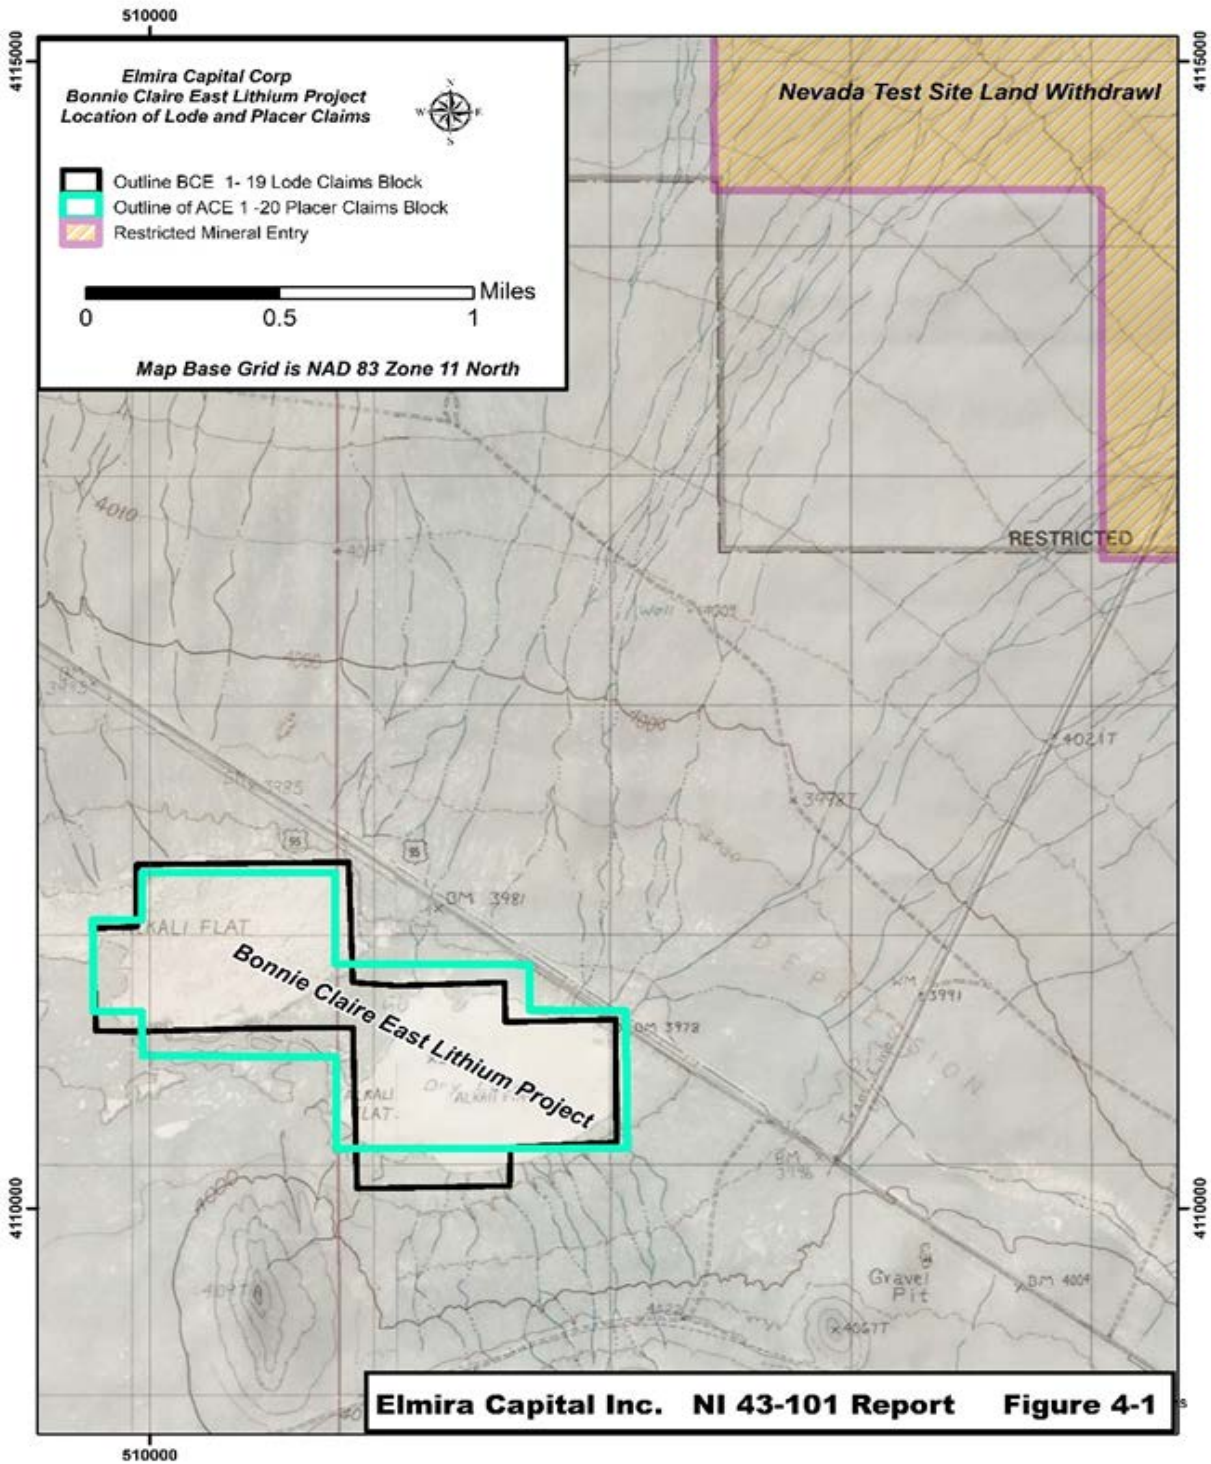 510000
4115000
4115000
Elmira Capital Corp
Bonnie Claire East Lithium Project
Location of Lode and Placer Claims
S
W
E
S
Nevada Test Site Land Withdrawl
Outline BCE 1- 19 Lode Claims Block
Outline of ACE 1 -20 Placer Claims Block
Restricted Mineral Entry
Miles
0
0.5
1
Map Base Grid is NAD 83 Zone 11 North
4010
RESTRICTED
Well
4000
4021T
3985
3998T
95
95
BM 3981
ALKALI FLAT
Bonnie Claire East Lithium Project
3991
BM 3978
ALKALI
FLAT
ALKALI
BM
3996
4110000
4110000
Gravel
Pit
BM 4009
4022
4067T
Elmira Capital Inc. NI 43-101 Report Figure 4-1
510000